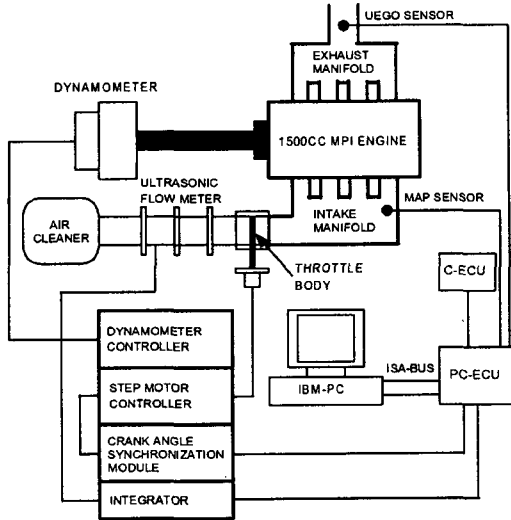 UEGO SENSOR
EXHAUST
MANIFOLD
DYNAMOMETER
1500CC MPI ENGINE
ULTRASONIC
FLOW METER
MAP SENSOR
INTAKE
MANIFOLD
AIR
CLEANER
THROTTLE
BODY
C-ECU
DYNAMOMETER
CONTROLLER
STEP MOTOR
CONTROLLER
IBM-PC
ISA-BUS
PC-ECU
CRANK ANGLE
SYNCHRONIZATION
MODULE
INTEGRATOR